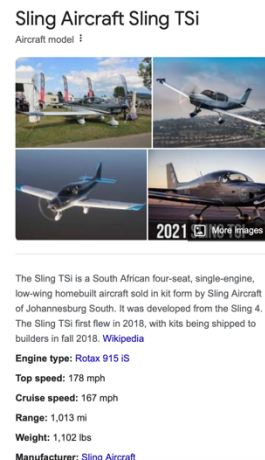 Sling Aircraft Sling TSi
Aircraft model
2021 SLING TSi
More Images
The Sling TSi is a South African four-seat, single-engine,
low-wing homebuilt aircraft sold in kit form by Sling Aircraft
of Johannesburg South. It was developed from the Sling 4.
The Sling TSi first flew in 2018, with kits being shipped to
builders in fall 2018. Wikipedia
Engine type: Rotax 915 iS
Top speed: 178 mph
Cruise speed: 167 mph
Range: 1,013 mi
Weight: 1,102 lbs
Manufacturer: Sling Aircraft